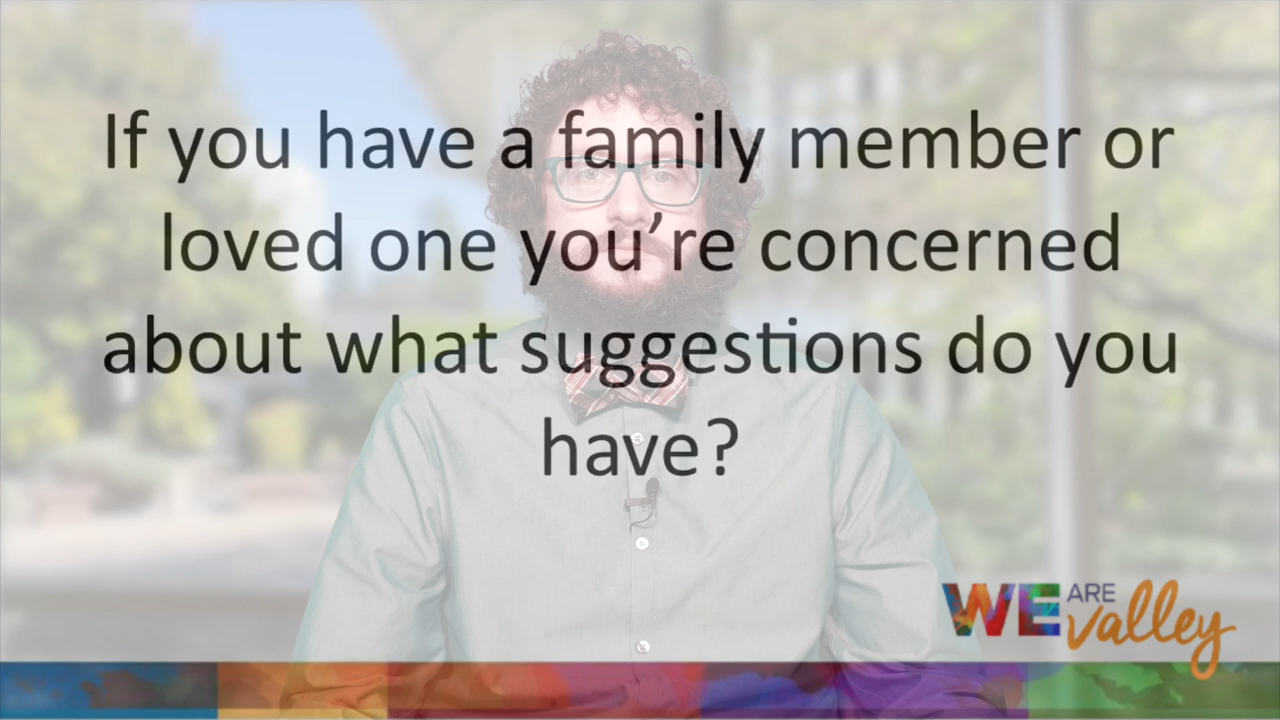 If you have a family member or
loved one you’re concerned
about what suggestions do you
have?
WE ARE
valley